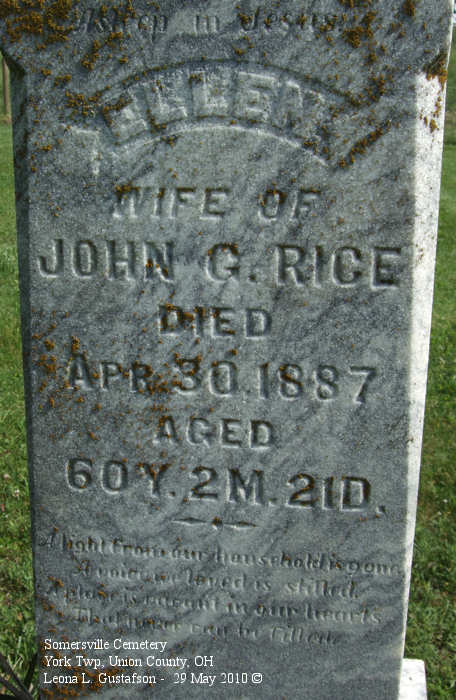 Asleep in Jesus
ELLEN
WIFE OF
JOHN G. RICE
DIED
APR. 30, 1887
AGED
60 Y. 2 M. 21 D.
A light from our household is gone
A voice we loved is stilled,
A place is vacant in our hearts
That never can be filled.
Somersville Cemetery
York Twp, Union County, OH
Leona L. Gustafson - 29 May 2010 ©